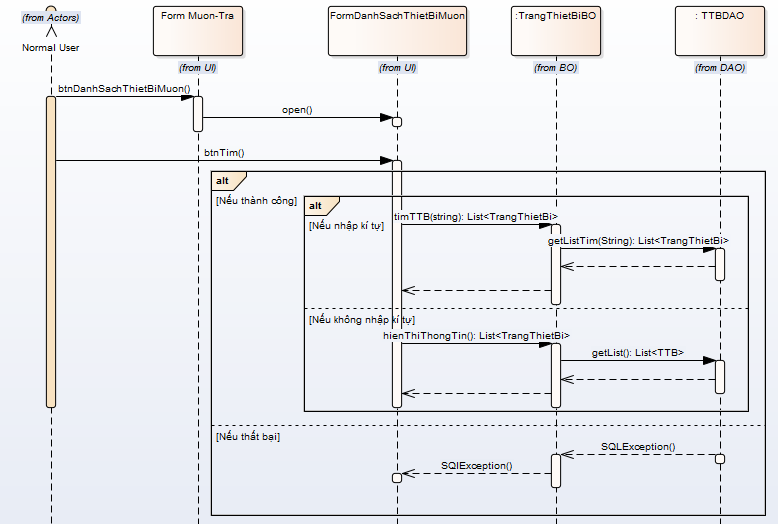 (from Actors)
Normal User
Form Muon-Tra
(from UI)
FormDanhSachThietBiMuon
(from UI)
:TrangThietBiBO
(from BO)
: TTBDAO
(from DAO)
btnDanhSachThietBiMuon()
open()
btnTim()
alt
[Nếu thành công]
alt
[Nếu nhập kí tự]
timTTB(string): List<TrangThietBi>
getListTim(String): List<TrangThietBi>
[Nếu không nhập kí tự]
hienThiThongTin(): List<TrangThietBi>
getList(): List<TTB>
[Nếu thất bại]
SQLException()
SQlException()